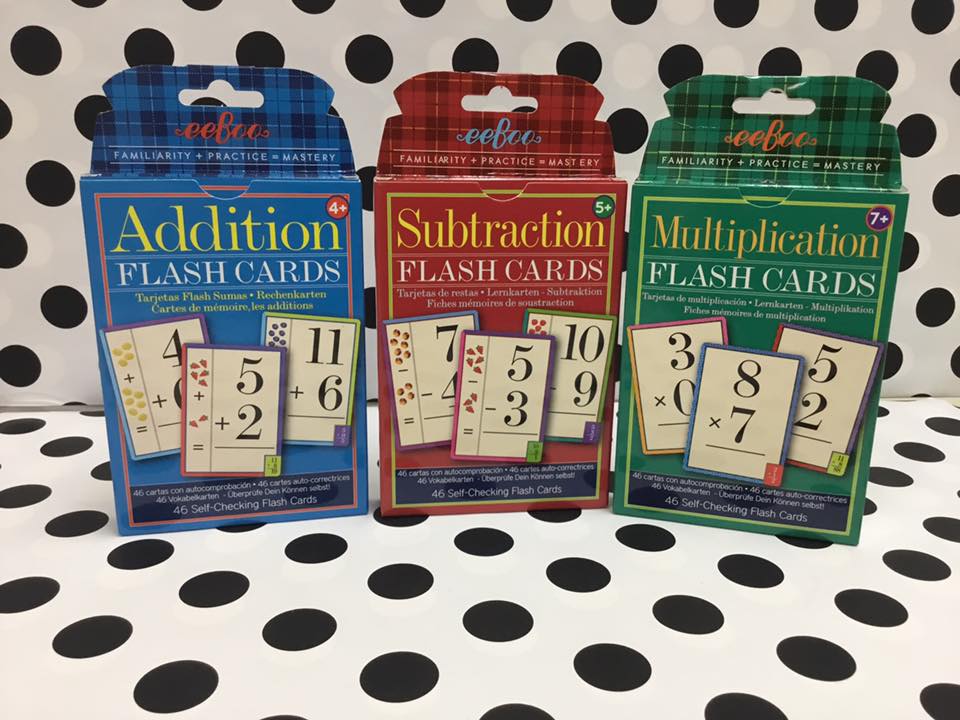 eeBoo
FAMILIARITY + PRACTICE = MASTERY
Addition
4+
FLASH CARDS
Tarjetas Flash Sumas • Rechenkarten
Cartes de mémoire, les additions
4
+
5
+ 2
=
11
+ 6
46 cartas con autocomprobación • 46 cartes auto-correctrices
46 Vokabelkarten - Überprüfe Dein Können selbst!
46 Self-Checking Flash Cards
eeBoo
FAMILIARITY + PRACTICE = MASTERY
Subtraction
5+
FLASH CARDS
Tarjetas de restas • Lernkarten - Subtraktion
Fiches mémoires de soustraction
7
- 4
=
5
- 3
=
10
- 9
46 cartas con autocomprobación • 46 cartes auto-correctrices
46 Vokabelkarten - Überprüfe Dein Können selbst!
46 Self-Checking Flash Cards
eeBoo
FAMILIARITY + PRACTICE = MASTERY
Multiplication
7+
FLASH CARDS
Tarjetas de multiplicación • Lernkarten - Multiplikation
Fiches mémoires de multiplication
3
× 0
8
× 7
5
2
46 cartas con autocomprobación • 46 cartes auto-correctrices
46 Vokabelkarten - Überprüfe Dein Können selbst!
46 Self-Checking Flash Cards